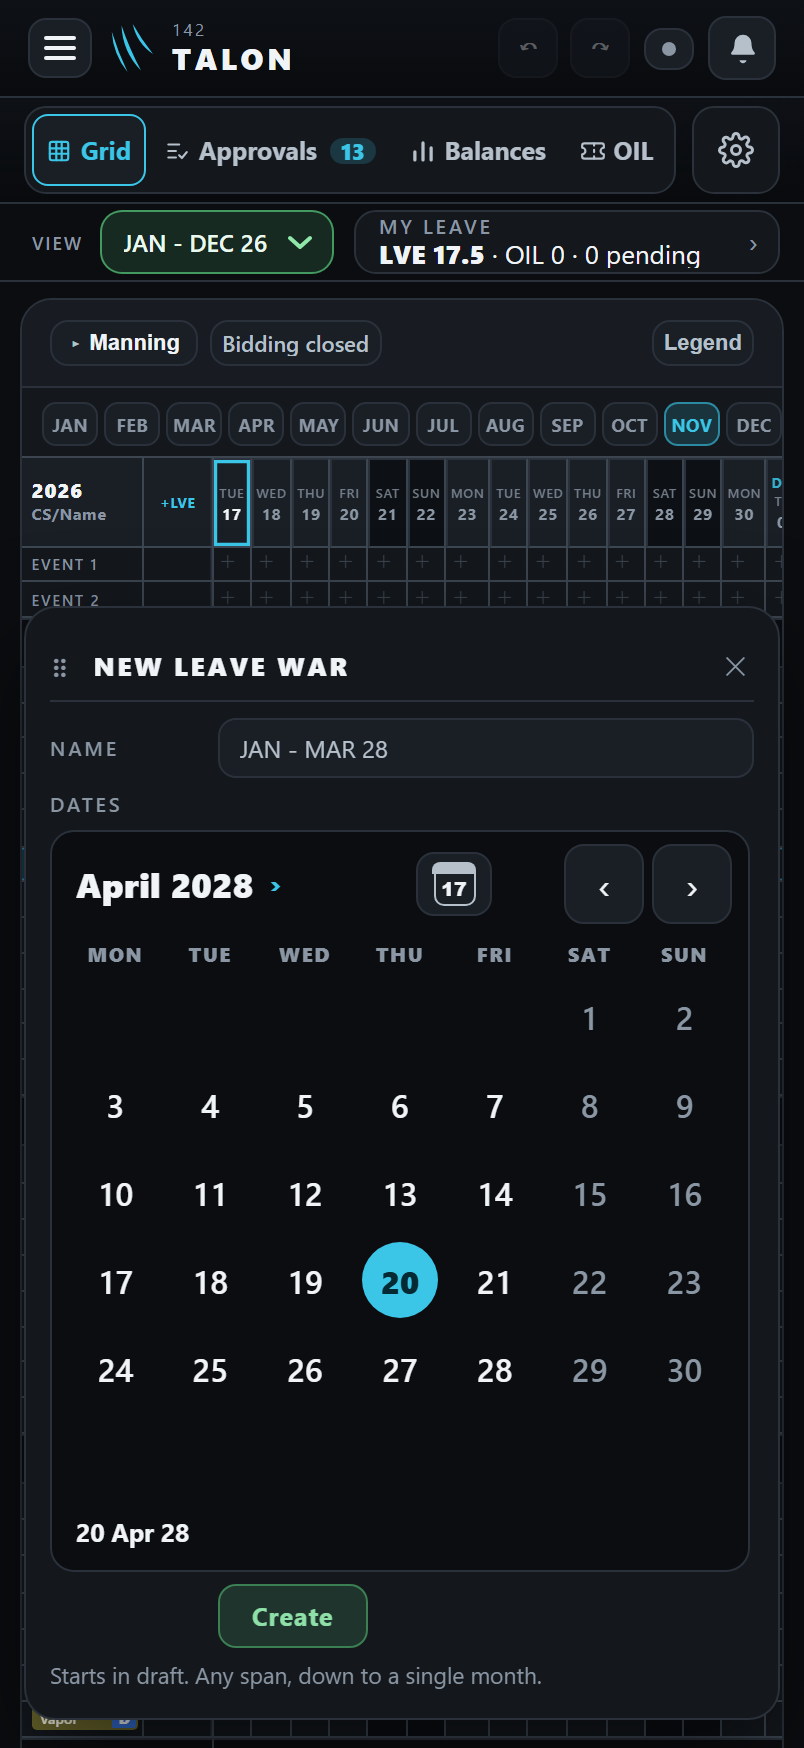 142
TALON
Grid
Approvals 13
Balances
OIL
VIEW
JAN - DEC 26
MY LEAVE
LVE 17.5 · OIL 0 · 0 pending
Manning
Bidding closed
Legend
JAN FEB MAR APR MAY JUN JUL AUG SEP OCT NOV DEC
2026
CS/Name
+LVE
TUE WED THU FRI SAT SUN MON TUE WED THU FRI SAT SUN MON
17 18 19 20 21 22 23 24 25 26 27 28 29 30
EVENT 1
EVENT 2
NEW LEAVE WAR
NAME
JAN - MAR 28
DATES
April 2028 ›
17
‹ ›
MON TUE WED THU FRI SAT SUN
1 2
3 4 5 6 7 8 9
10 11 12 13 14 15 16
17 18 19 20 21 22 23
24 25 26 27 28 29 30
20 Apr 28
Create
Starts in draft. Any span, down to a single month.